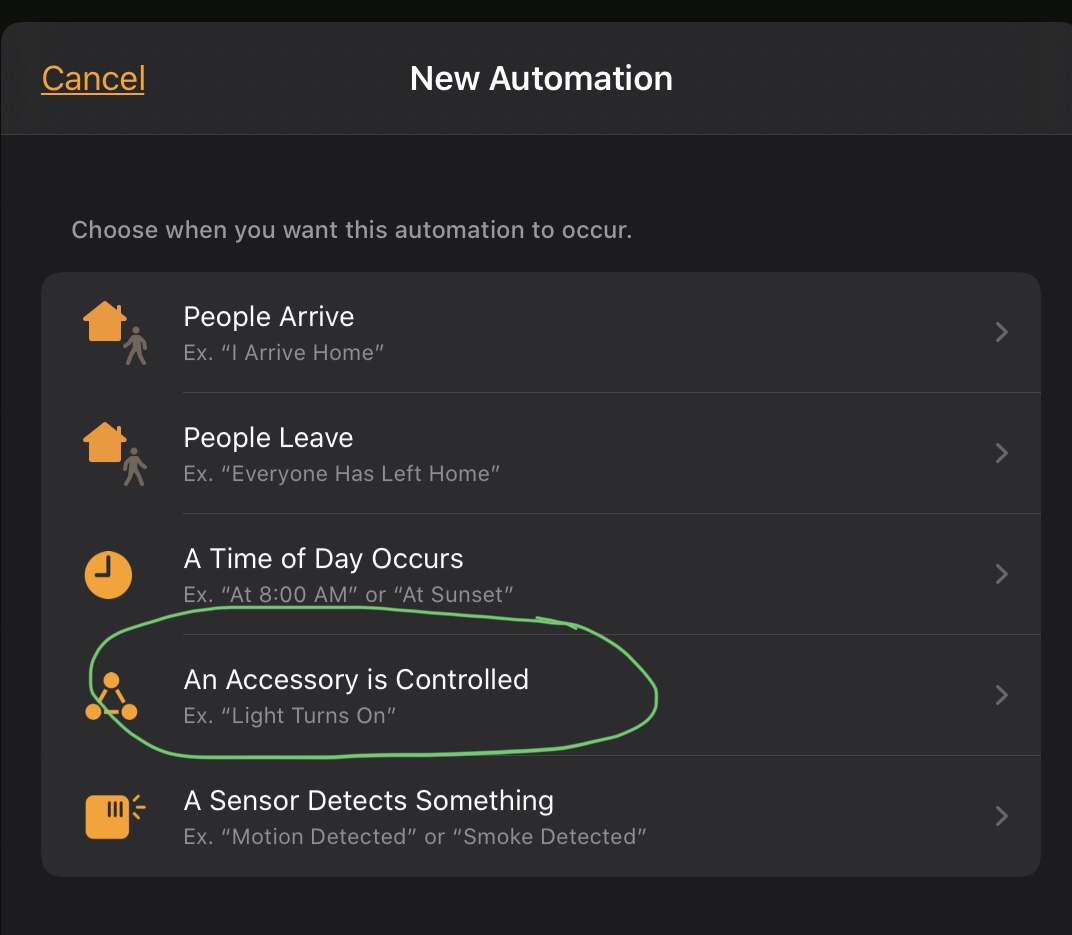 Cancel
New Automation
Choose when you want this automation to occur.
People Arrive
Ex. “I Arrive Home”
People Leave
Ex. “Everyone Has Left Home”
A Time of Day Occurs
Ex. “At 8:00 AM” or “At Sunset”
An Accessory is Controlled
Ex. “Light Turns On”
A Sensor Detects Something
Ex. “Motion Detected” or “Smoke Detected”